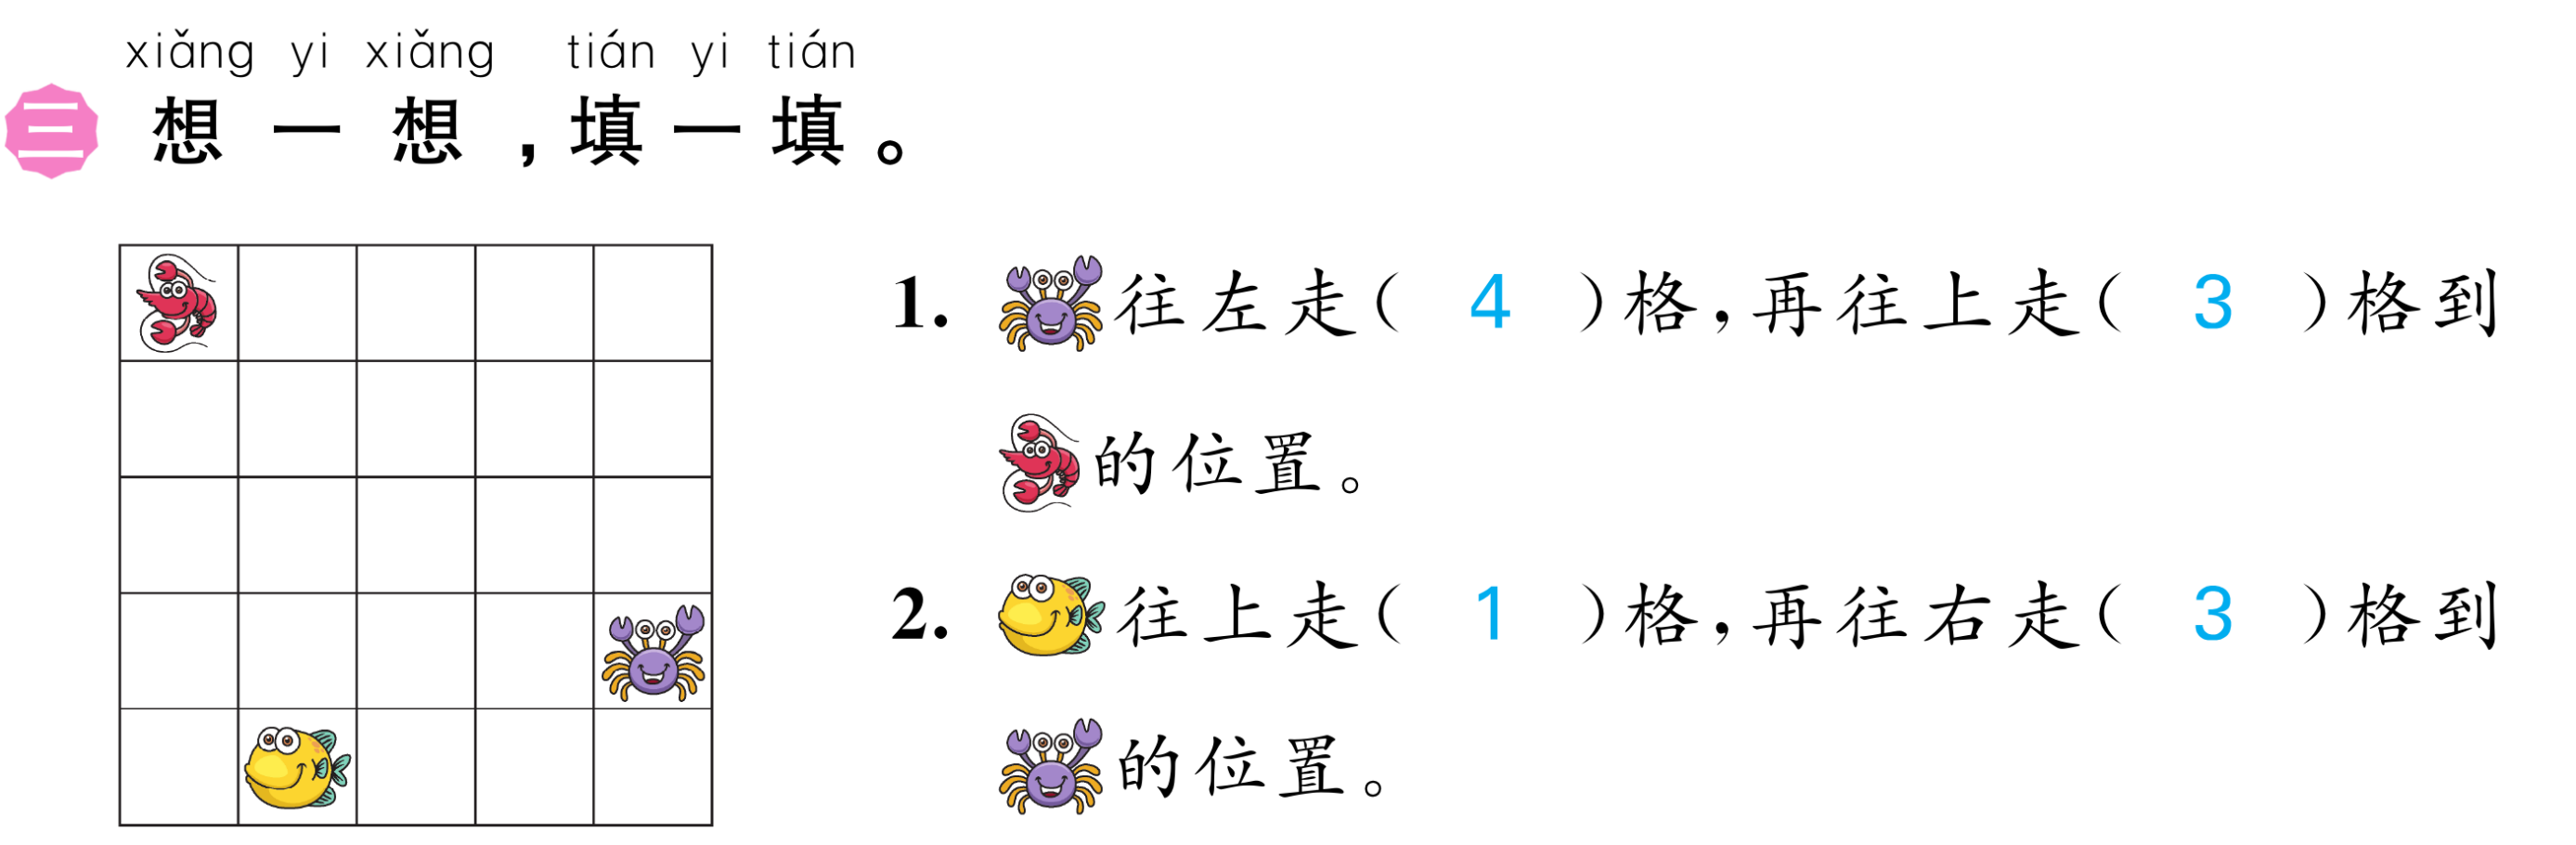 xiǎng yi xiǎng tián yi tián
三 想一想,填一填。
1. 往左走( 4 )格,再往上走( 3 )格到
的位置。
2. 往上走( 1 )格,再往右走( 3 )格到
的位置。